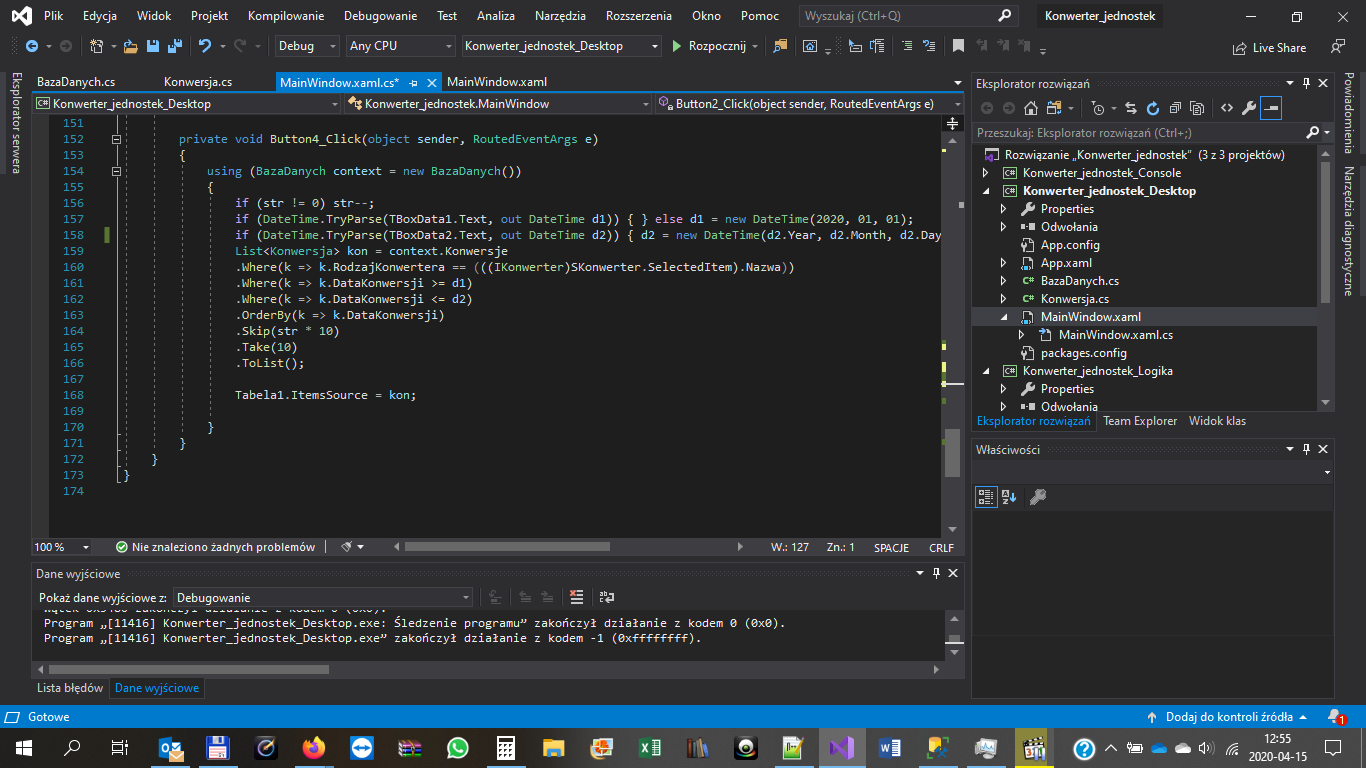 Plik Edycja Widok Projekt Kompilowanie Debugowanie Test Analiza Narzędzia Rozszerzenia Okno Pomoc Wyszukaj (Ctrl+Q) Konwerter_jednostek
Debug Any CPU Konwerter_jednostek_Desktop Rozpocznij Live Share
BazaDanych.cs Konwersja.cs MainWindow.xaml.cs* MainWindow.xaml
Konwerter_jednostek_Desktop Konwerter_jednostek.MainWindow Button2_Click(object sender, RoutedEventArgs e)
Eksplorator serwera
151
152 private void Button4_Click(object sender, RoutedEventArgs e)
153 {
154 using (BazaDanych context = new BazaDanych())
155 {
156 if (str != 0) str--;
157 if (DateTime.TryParse(TBoxData1.Text, out DateTime d1)) { } else d1 = new DateTime(2020, 01, 01);
158 if (DateTime.TryParse(TBoxData2.Text, out DateTime d2)) { d2 = new DateTime(d2.Year, d2.Month, d2.Day
159 List<Konwersja> kon = context.Konwersje
160 .Where(k => k.RodzajKonwertera == (((IKonwerter)SKonwerter.SelectedItem).Nazwa))
161 .Where(k => k.DataKonwersji >= d1)
162 .Where(k => k.DataKonwersji <= d2)
163 .OrderBy(k => k.DataKonwersji)
164 .Skip(str * 10)
165 .Take(10)
166 .ToList();
167
168 Tabela1.ItemsSource = kon;
169
170 }
171 }
172 }
173 }
174
100 % Nie znaleziono żadnych problemów W.: 127 Zn.: 1 SPACJE CRLF
Dane wyjściowe
Pokaż dane wyjściowe z: Debugowanie
Program „[11416] Konwerter_jednostek_Desktop.exe: Śledzenie programu” zakończył działanie z kodem 0 (0x0).
Program „[11416] Konwerter_jednostek_Desktop.exe” zakończył działanie z kodem -1 (0xffffffff).
Lista błędów Dane wyjściowe
Eksplorator rozwiązań
Przeszukaj: Eksplorator rozwiązań (Ctrl+;)
Rozwiązanie „Konwerter_jednostek” (3 z 3 projektów)
Konwerter_jednostek_Console
Konwerter_jednostek_Desktop
Properties
Odwołania
App.config
App.xaml
BazaDanych.cs
Konwersja.cs
MainWindow.xaml
MainWindow.xaml.cs
packages.config
Konwerter_jednostek_Logika
Properties
Odwołania
Eksplorator rozwiązań Team Explorer Widok klas
Właściwości
Powiadomienia
Narzędzia diagnostyczne
Gotowe Dodaj do kontroli źródła 1
12:55
2020-04-15